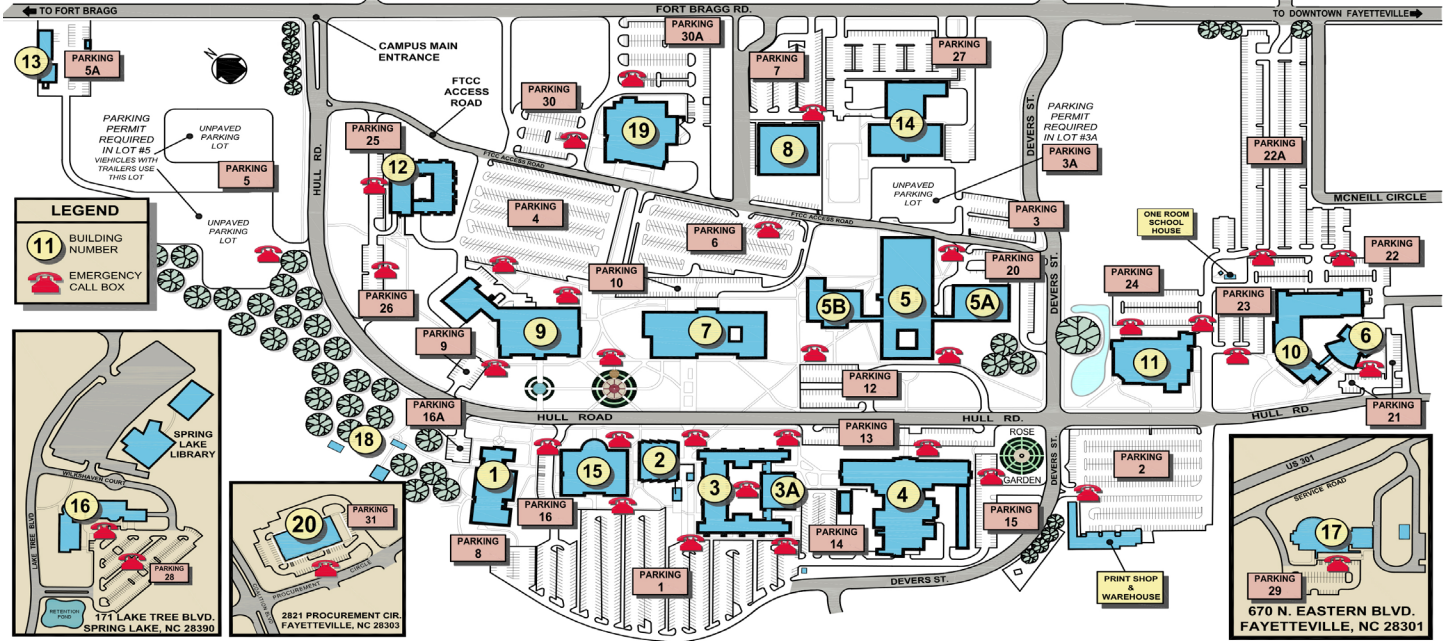 TO FORT BRAGG
FORT BRAGG RD.
TO DOWNTOWN FAYETTEVILLE
13
PARKING
5A
N
CAMPUS MAIN
ENTRANCE
FTCC
ACCESS
ROAD
PARKING
30A
PARKING
7
PARKING
27
PARKING
30
PARKING
PERMIT
REQUIRED
IN LOT #5
VIEHICLES WITH
TRAILERS USE
THIS LOT
UNPAVED
PARKING
LOT
PARKING
5
UNPAVED
PARKING
LOT
HULL RD.
PARKING
25
12
FTCC ACCESS ROAD
19
8
14
DEVERS ST.
PARKING
PERMIT
REQUIRED
IN LOT #3A
PARKING
3A
UNPAVED
PARKING
LOT
PARKING
22A
MCNEILL CIRCLE
LEGEND
11
BUILDING
NUMBER
EMERGENCY
CALL BOX
PARKING
4
PARKING
6
FTCC ACCESS ROAD
PARKING
3
ONE ROOM
SCHOOL
HOUSE
PARKING
10
PARKING
20
DEVERS ST.
PARKING
24
PARKING
22
PARKING
26
PARKING
23
9
7
5B
5
5A
PARKING
9
11
10
6
PARKING
12
PARKING
16A
HULL ROAD
HULL RD.
HULL RD.
PARKING
21
18
PARKING
13
ROSE
GARDEN
DEVERS ST.
PARKING
2
1
15
2
3
3A
4
PARKING
16
PARKING
8
PARKING
14
PARKING
15
PARKING
1
DEVERS ST.
PRINT SHOP
&
WAREHOUSE
SPRING
LAKE
LIBRARY
WILKSHAVEN COURT
16
LAKE TREE BLVD
PARKING
28
RETENTION
POND
171 LAKE TREE BLVD.
SPRING LAKE, NC 28390
20
PARKING
31
COALITION BLVD
PROCUREMENT CIRCLE
2821 PROCUREMENT CIR.
FAYETTEVILLE, NC 28303
US 301
SERVICE ROAD
17
PARKING
29
670 N. EASTERN BLVD.
FAYETTEVILLE, NC 28301